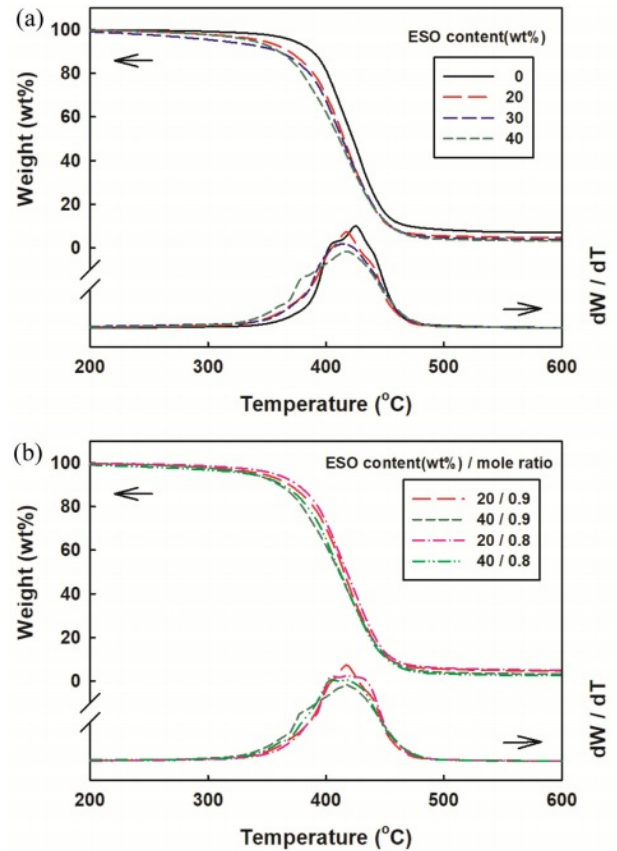 (a)
ESO content(wt%)
0
20
30
40
Weight (wt%)
100
80
60
40
20
0
dW / dT
200 300 400 500 600
Temperature (°C)
(b)
ESO content(wt%) / mole ratio
20 / 0.9
40 / 0.9
20 / 0.8
40 / 0.8
Weight (wt%)
100
80
60
40
20
0
dW / dT
200 300 400 500 600
Temperature (°C)